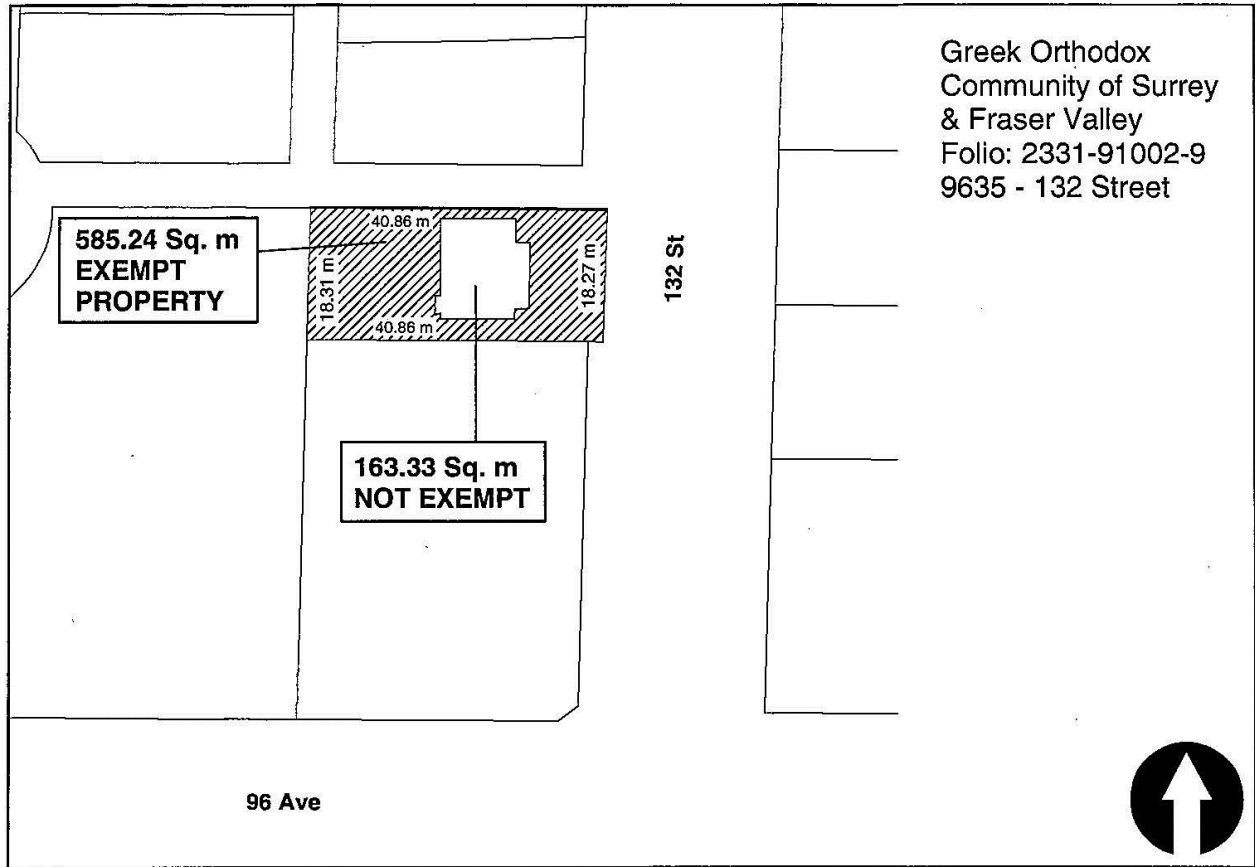 Greek Orthodox
Community of Surrey
& Fraser Valley
Folio: 2331-91002-9
9635 - 132 Street
585.24 Sq. m
EXEMPT
PROPERTY
40.86 m
18.31 m
40.86 m
18.27 m
132 St
163.33 Sq. m
NOT EXEMPT
96 Ave